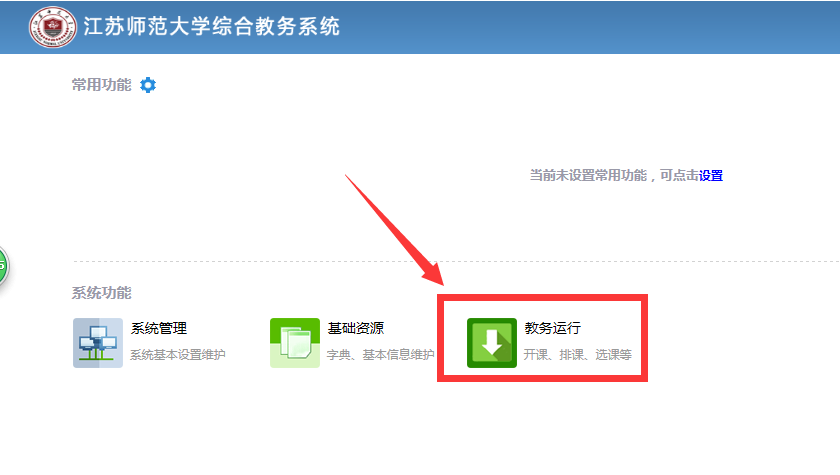 江苏师范大学综合教务系统
常用功能
当前未设置常用功能，可点击设置
系统功能
系统管理
系统基本设置维护
基础资源
字典、基本信息维护
教务运行
开课、排课、选课等